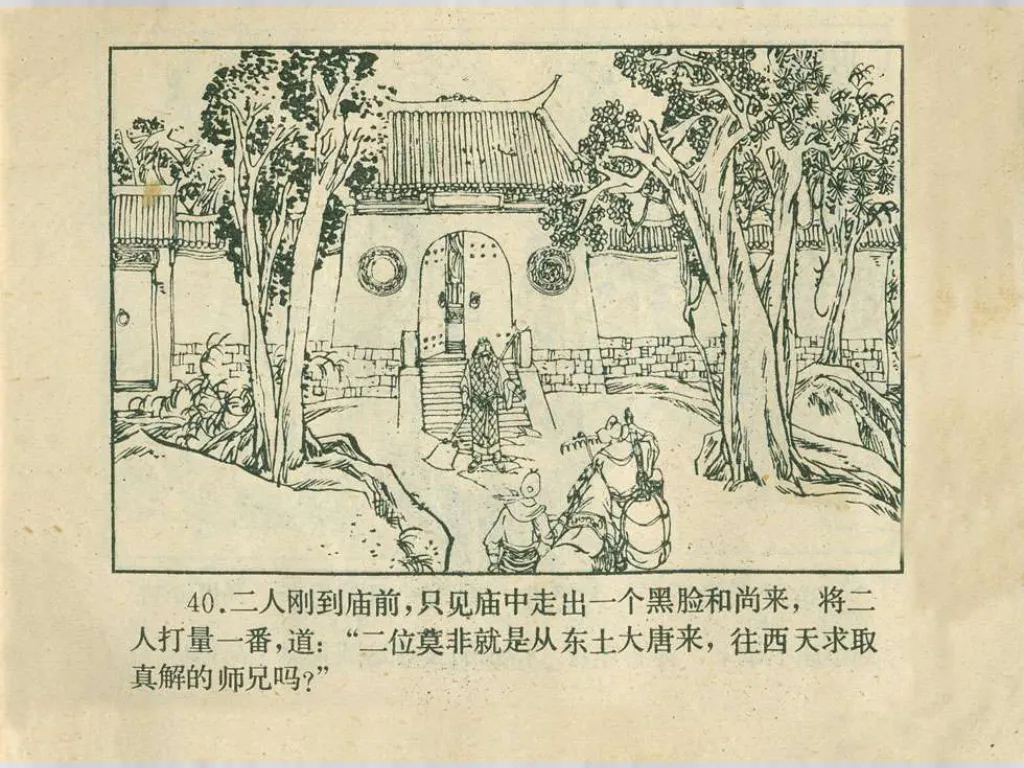 40.二人刚到庙前,只见庙中走出一个黑脸和尚来，将二
人打量一番,道：“二位莫非就是从东土大唐来，往西天求取
真解的师兄吗?”